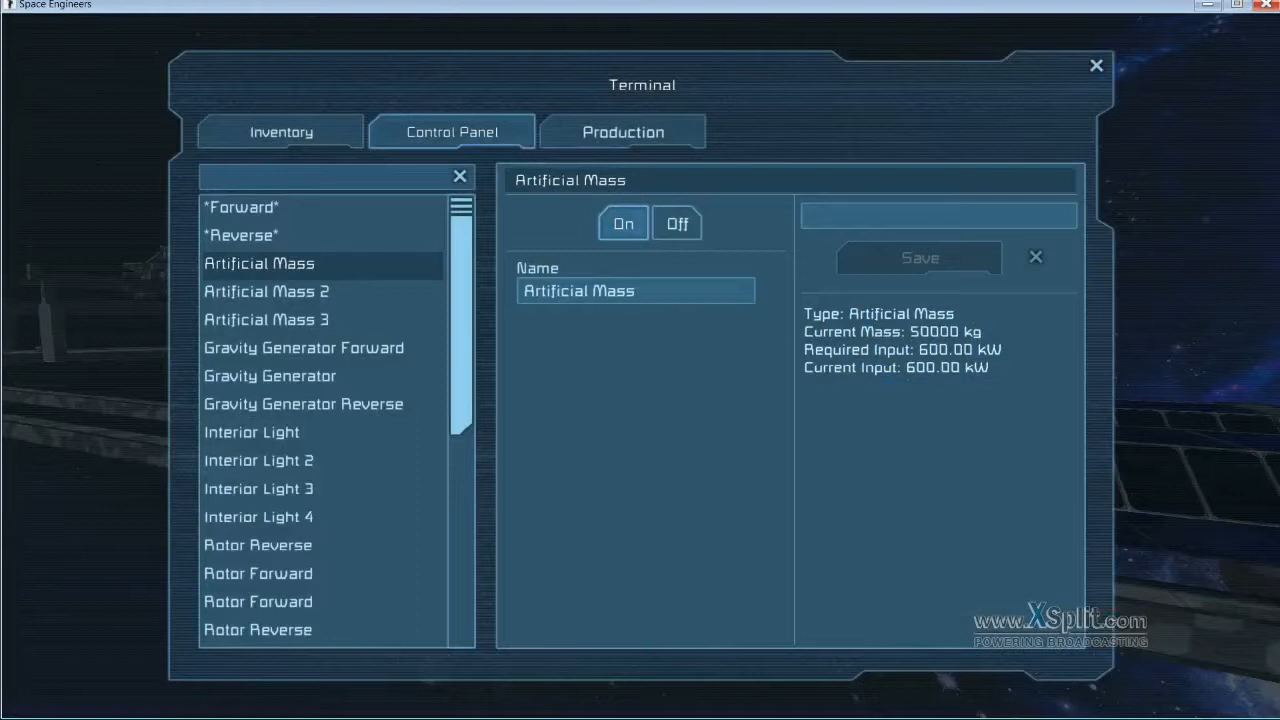 Space Engineers
Terminal
Inventory
Control Panel
Production
*Forward*
*Reverse*
Artificial Mass
Artificial Mass 2
Artificial Mass 3
Gravity Generator Forward
Gravity Generator
Gravity Generator Reverse
Interior Light
Interior Light 2
Interior Light 3
Interior Light 4
Rotor Reverse
Rotor Forward
Rotor Forward
Rotor Reverse
Artificial Mass
On
Off
Name
Artificial Mass
Save
Type: Artificial Mass
Current Mass: 50000 kg
Required Input: 600.00 kW
Current Input: 600.00 kW
www.XSplit.com
POWERING BROADCASTING